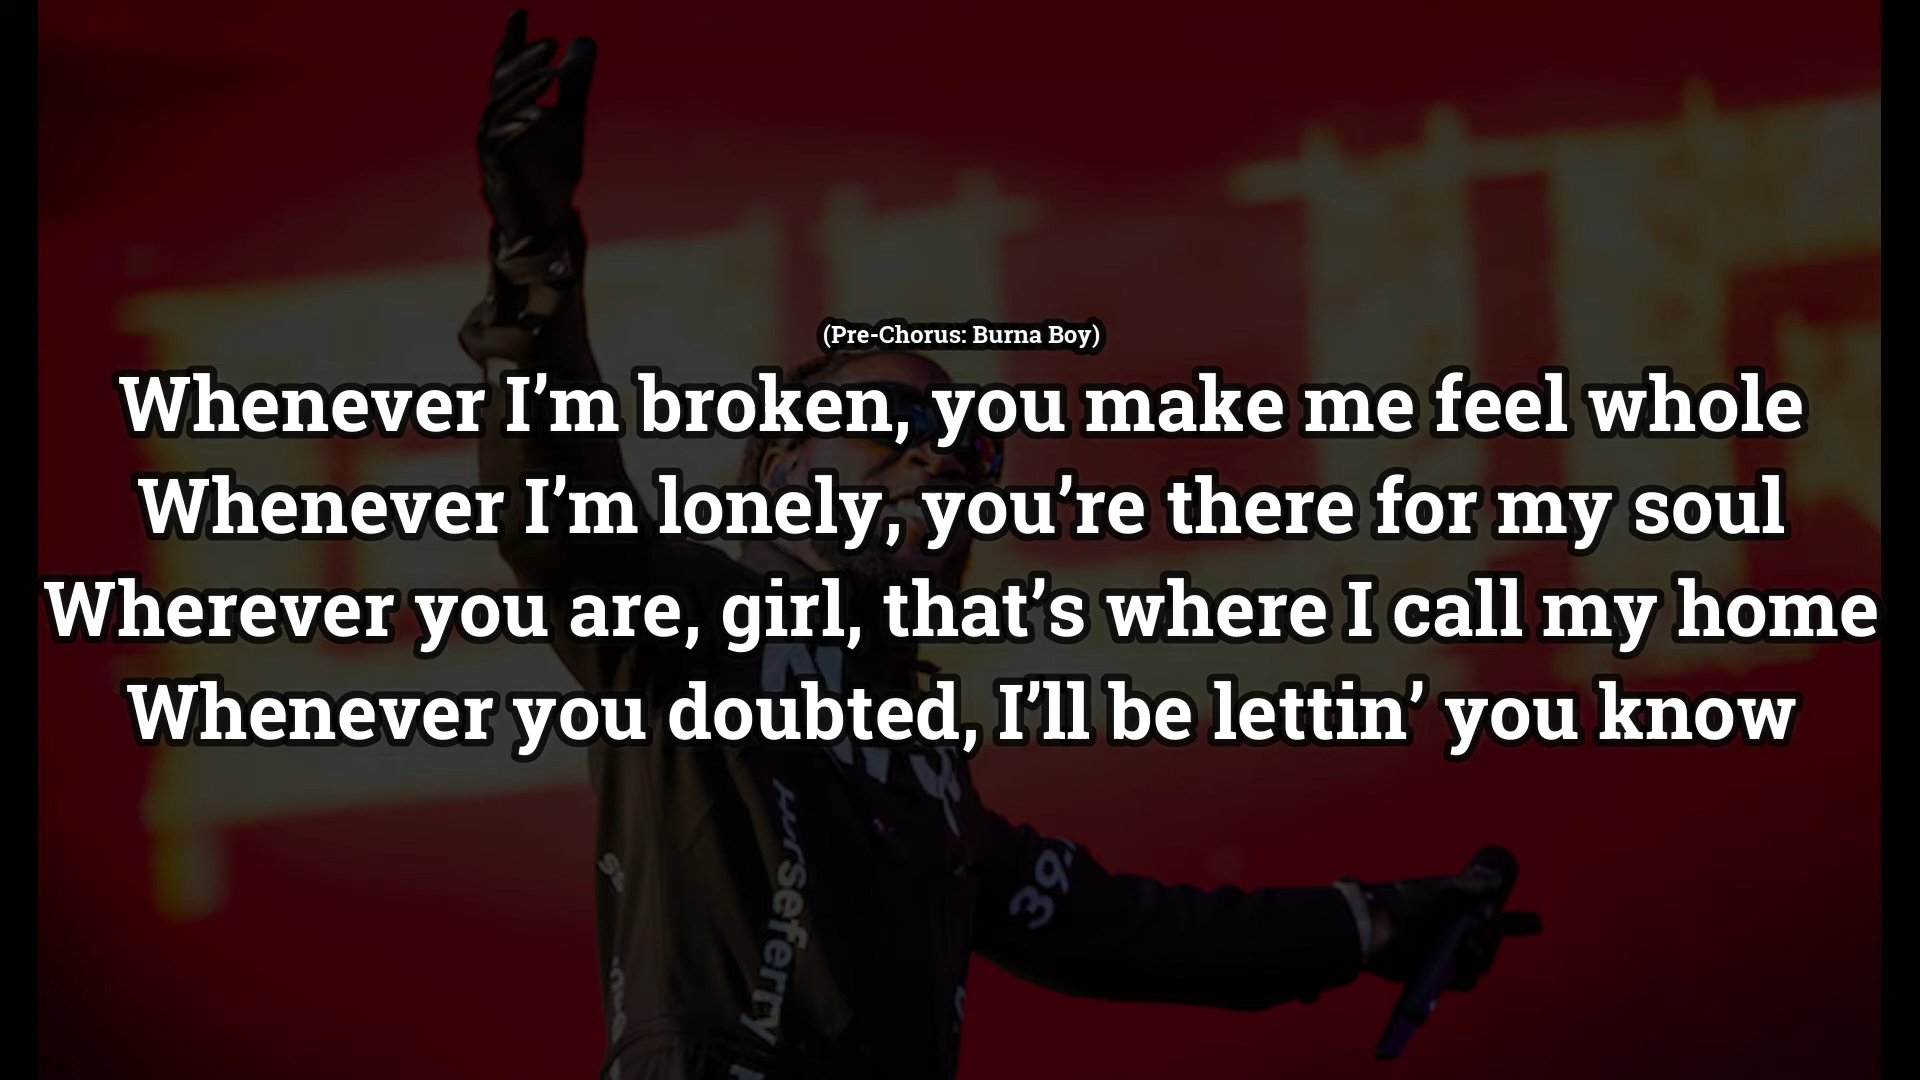 (Pre-Chorus: Burna Boy)
Whenever I’m broken, you make me feel whole
Whenever I’m lonely, you’re there for my soul
Wherever you are, girl, that’s where I call my home
Whenever you doubted, I’ll be lettin’ you know
39